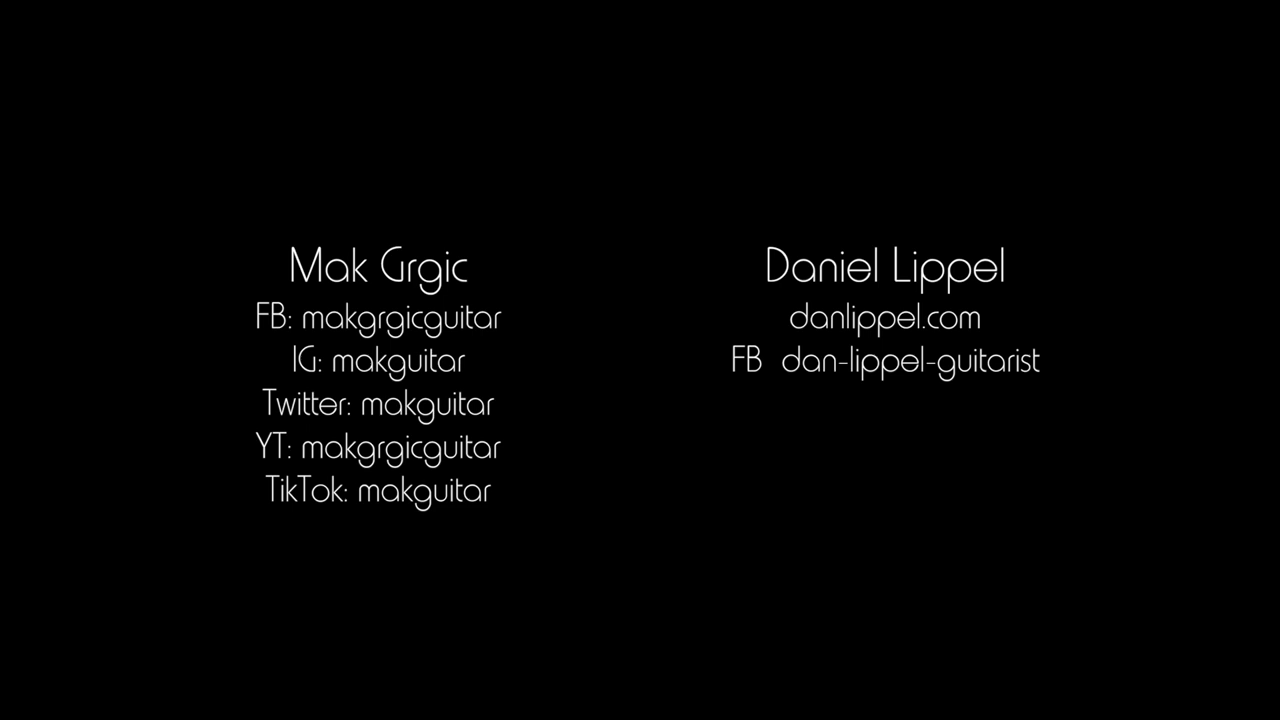 Mak Grgic
FB: makgrgicguitar
IG: makguitar
Twitter: makguitar
YT: makgrgicguitar
TikTok: makguitar
Daniel Lippel
danlippel.com
FB dan-lippel-guitarist